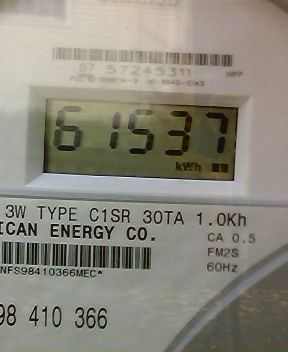 07 57245311
61537
kWh
3W TYPE C1SR 30TA 1.0Kh
ICAN ENERGY CO.
CA 0.5
FM2S
60Hz
NFS98410366MEC*
98 410 366